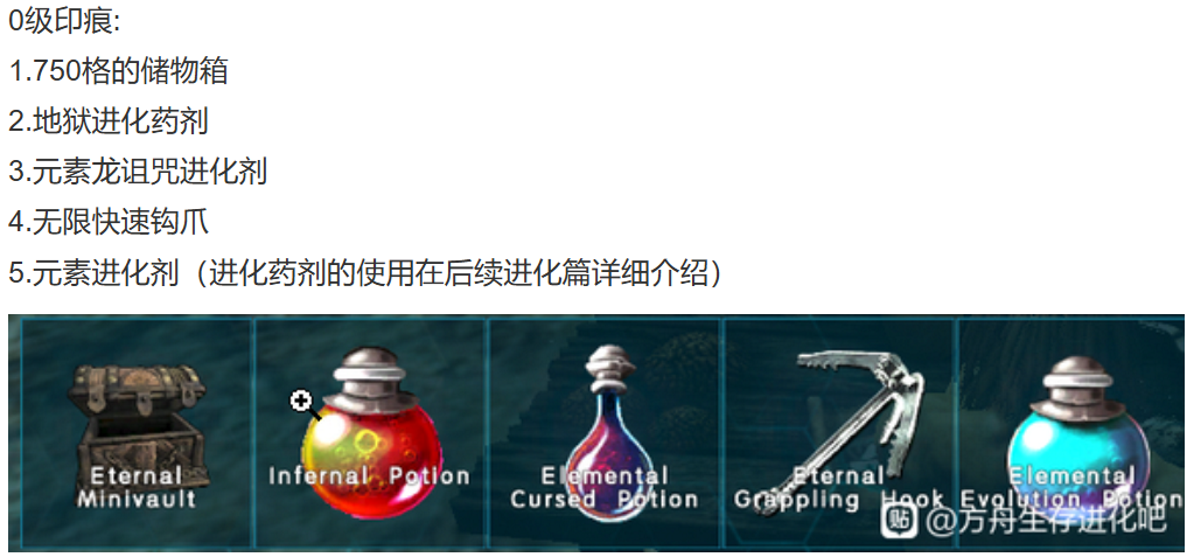 0级印痕:
1.750格的储物箱
2.地狱进化药剂
3.元素龙诅咒进化剂
4.无限快速钩爪
5.元素进化剂（进化药剂的使用在后续进化篇详细介绍）
Eternal
Minivault
Infernal Potion
Elemental
Cursed Potion
Eternal
Grappling Hook
Elemental
Evolution Potion
贴 @方舟生存进化吧